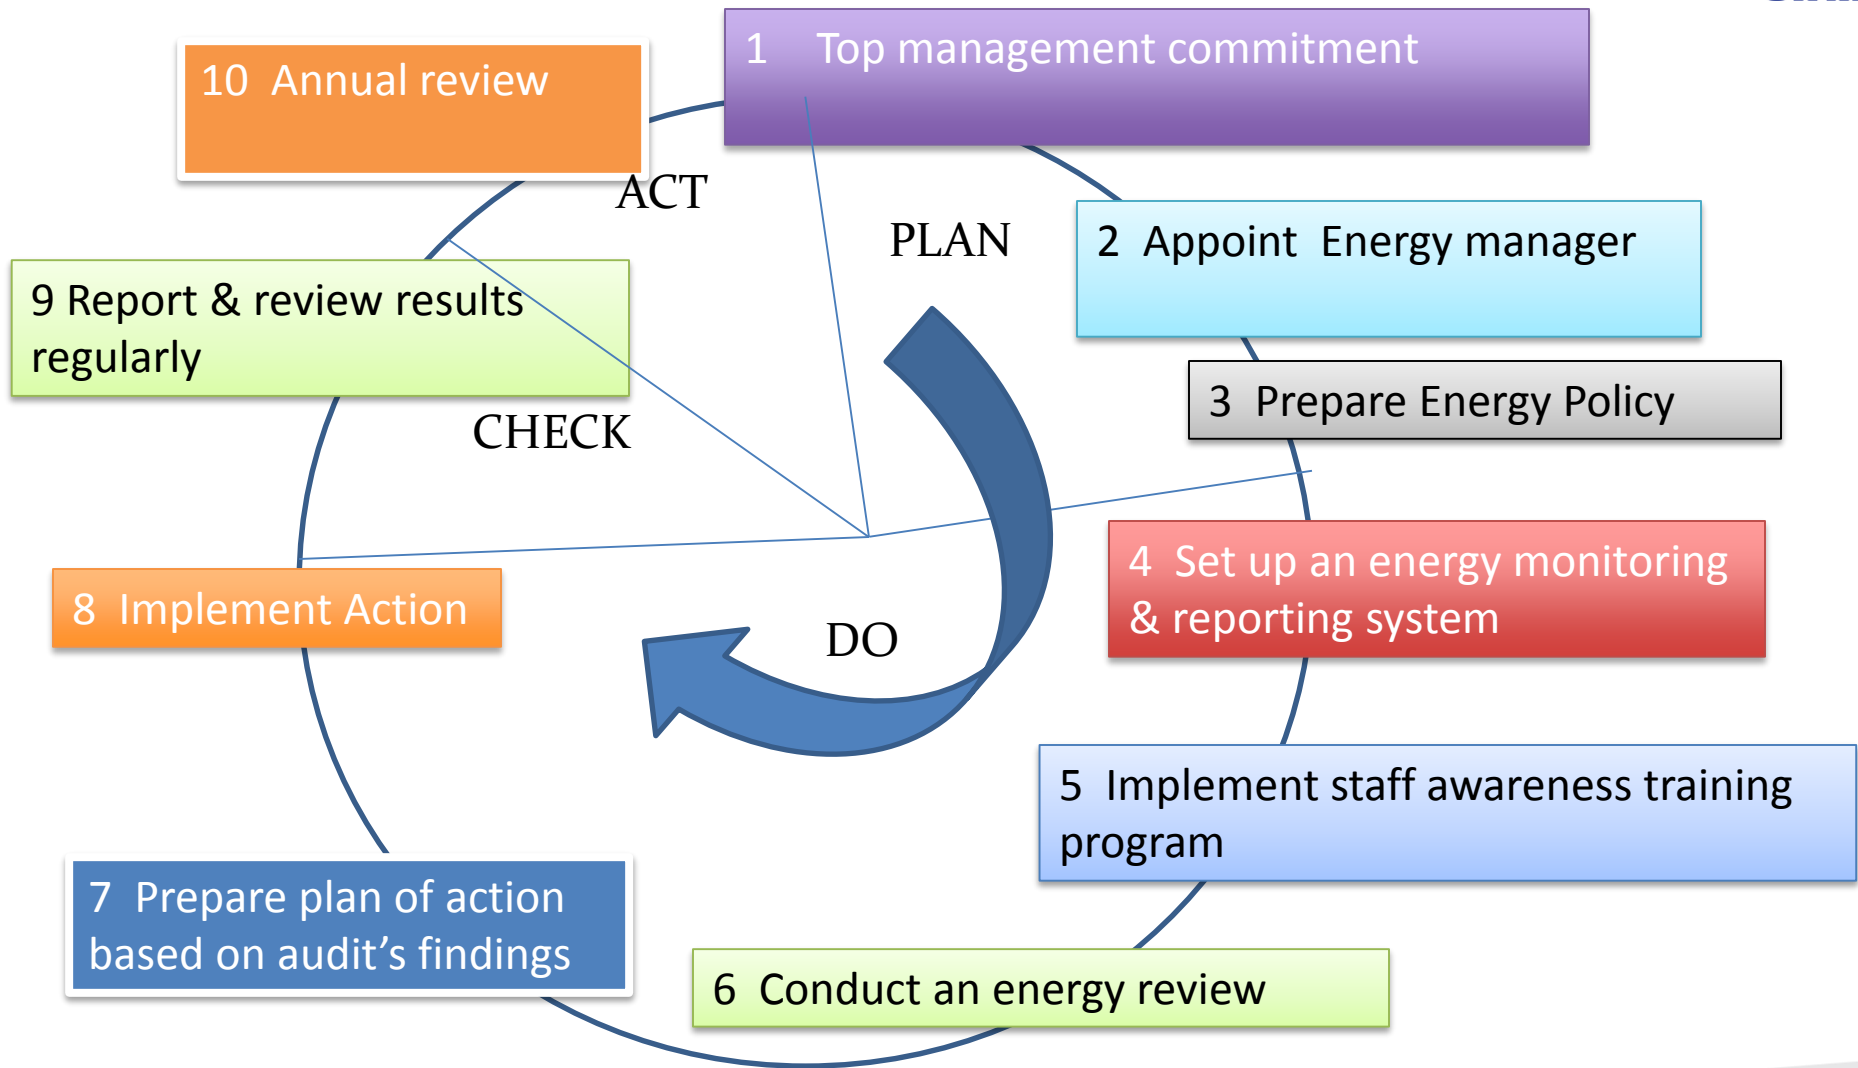 1 Top management commitment
2 Appoint Energy manager
3 Prepare Energy Policy
4 Set up an energy monitoring
& reporting system
5 Implement staff awareness training
program
6 Conduct an energy review
7 Prepare plan of action
based on audit’s findings
8 Implement Action
9 Report & review results
regularly
10 Annual review
PLAN
DO
CHECK
ACT